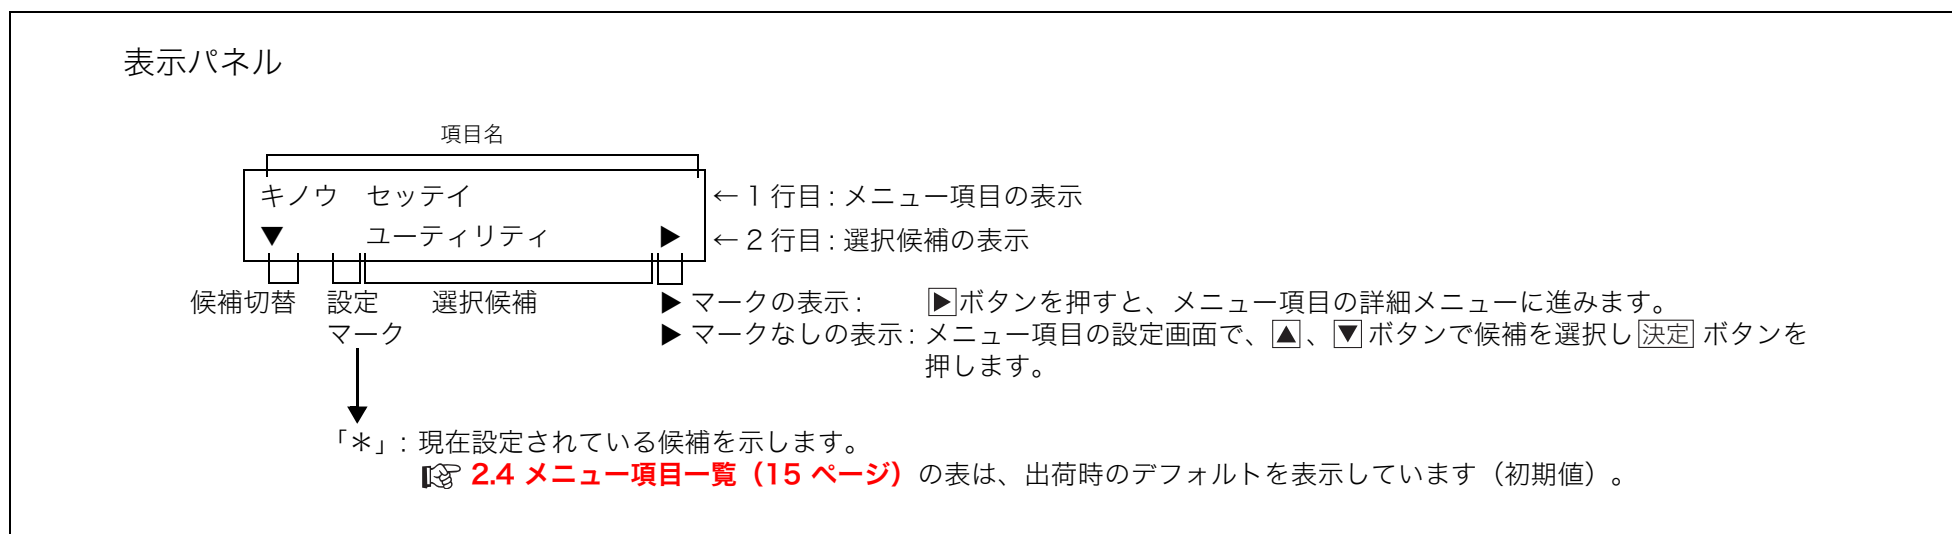 表示パネル
項目名
キノウ セッテイ ←1 行目 : メニュー項目の表示
▼ ユーティリティ ▶ ←2 行目 : 選択候補の表示
候補切替 設定マーク 選択候補
▶ マークの表示 : ▶ボタンを押すと、メニュー項目の詳細メニューに進みます。
▶ マークなしの表示 : メニュー項目の設定画面で、▲、▼ボタンで候補を選択し決定 ボタンを
押します。
「＊」: 現在設定されている候補を示します。
☞ 2.4 メニュー項目一覧（15 ページ）の表は、出荷時のデフォルトを表示しています（初期値）。